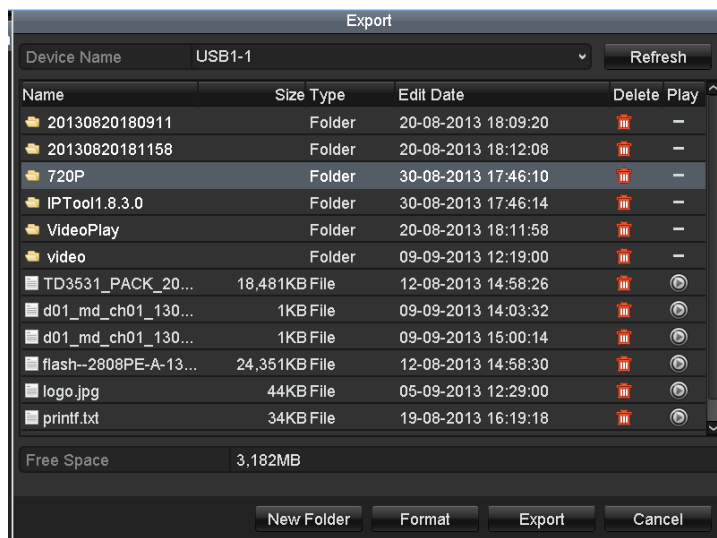 Export
Device Name USB1-1 Refresh
Name Size Type Edit Date Delete Play
20130820180911 Folder 20-08-2013 18:09:20
20130820181158 Folder 20-08-2013 18:12:08
720P Folder 30-08-2013 17:46:10
IPTool1.8.3.0 Folder 30-08-2013 17:46:14
VideoPlay Folder 20-08-2013 18:11:58
video Folder 09-09-2013 12:19:00
TD3531_PACK_20... 18,481KB File 12-08-2013 14:58:26
d01_md_ch01_130... 1KB File 09-09-2013 14:03:32
d01_md_ch01_130... 1KB File 09-09-2013 15:00:14
flash--2808PE-A-13... 24,351KB File 12-08-2013 14:58:30
logo.jpg 44KB File 05-09-2013 12:29:00
printf.txt 34KB File 19-08-2013 16:19:18
Free Space 3,182MB
New Folder Format Export Cancel